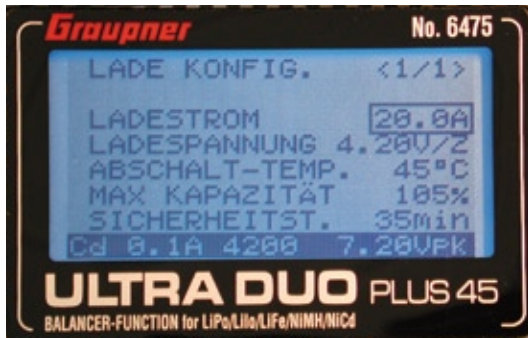 Graupner No. 6475
LADE KONFIG. <1/1>
LADESTROM 20.0A
LADESPANNUNG 4.20V/Z
ABSCHALT-TEMP. 45°C
MAX KAPAZITÄT 105%
SICHERHEITST. 35min
Cd 0.1A 4200 7.20Vpk
ULTRA DUO PLUS 45
BALANCER-FUNCTION for LiPo/LiIo/LiFe/NiMH/NiCd